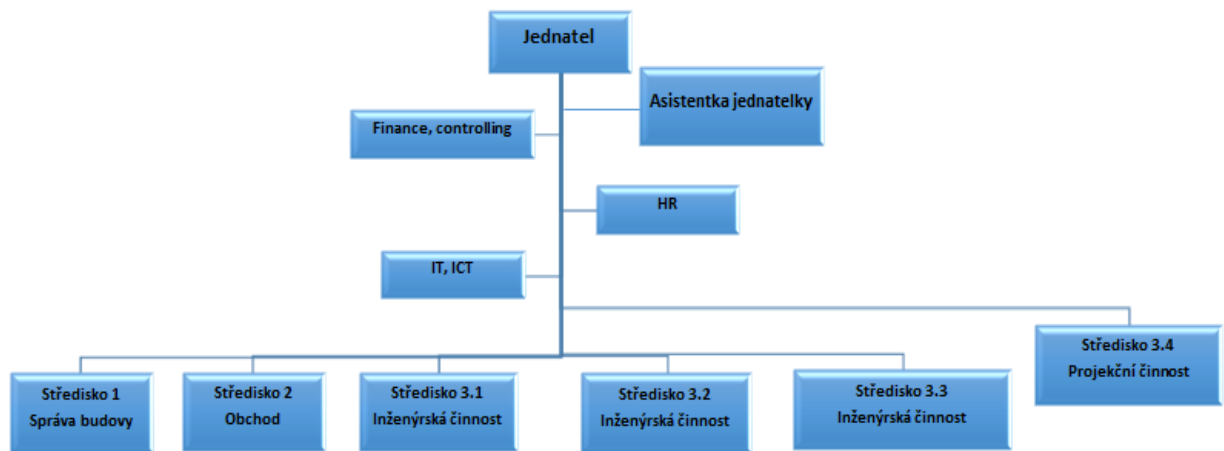 Jednatel
Asistentka jednatelky
Finance, controlling
HR
IT, ICT
Středisko 1
Správa budovy
Středisko 2
Obchod
Středisko 3.1
Inženýrská činnost
Středisko 3.2
Inženýrská činnost
Středisko 3.3
Inženýrská činnost
Středisko 3.4
Projekční činnost